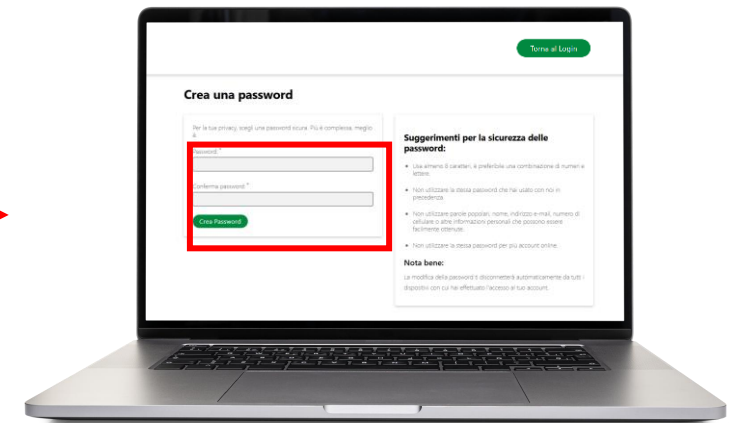 Torna al Login
Crea una password
Per la tua privacy, scegli una password sicura. Più è complessa, meglio
è.
Password *
Conferma password *
Crea Password
Suggerimenti per la sicurezza delle
password:
Usa almeno 8 caratteri, è preferibile una combinazione di numeri e
lettere.
Non utilizzare la stessa password che hai usato con noi in
precedenza.
Non utilizzare parole popolari, nome, indirizzo e-mail, numero di
cellulare o altre informazioni personali che possono essere
facilmente ottenute.
Non utilizzare la stessa password per più account online.
Nota bene:
La modifica della password ti disconnetterà automaticamente da tutti i
dispositivi con cui hai effettuato l'accesso al tuo account.